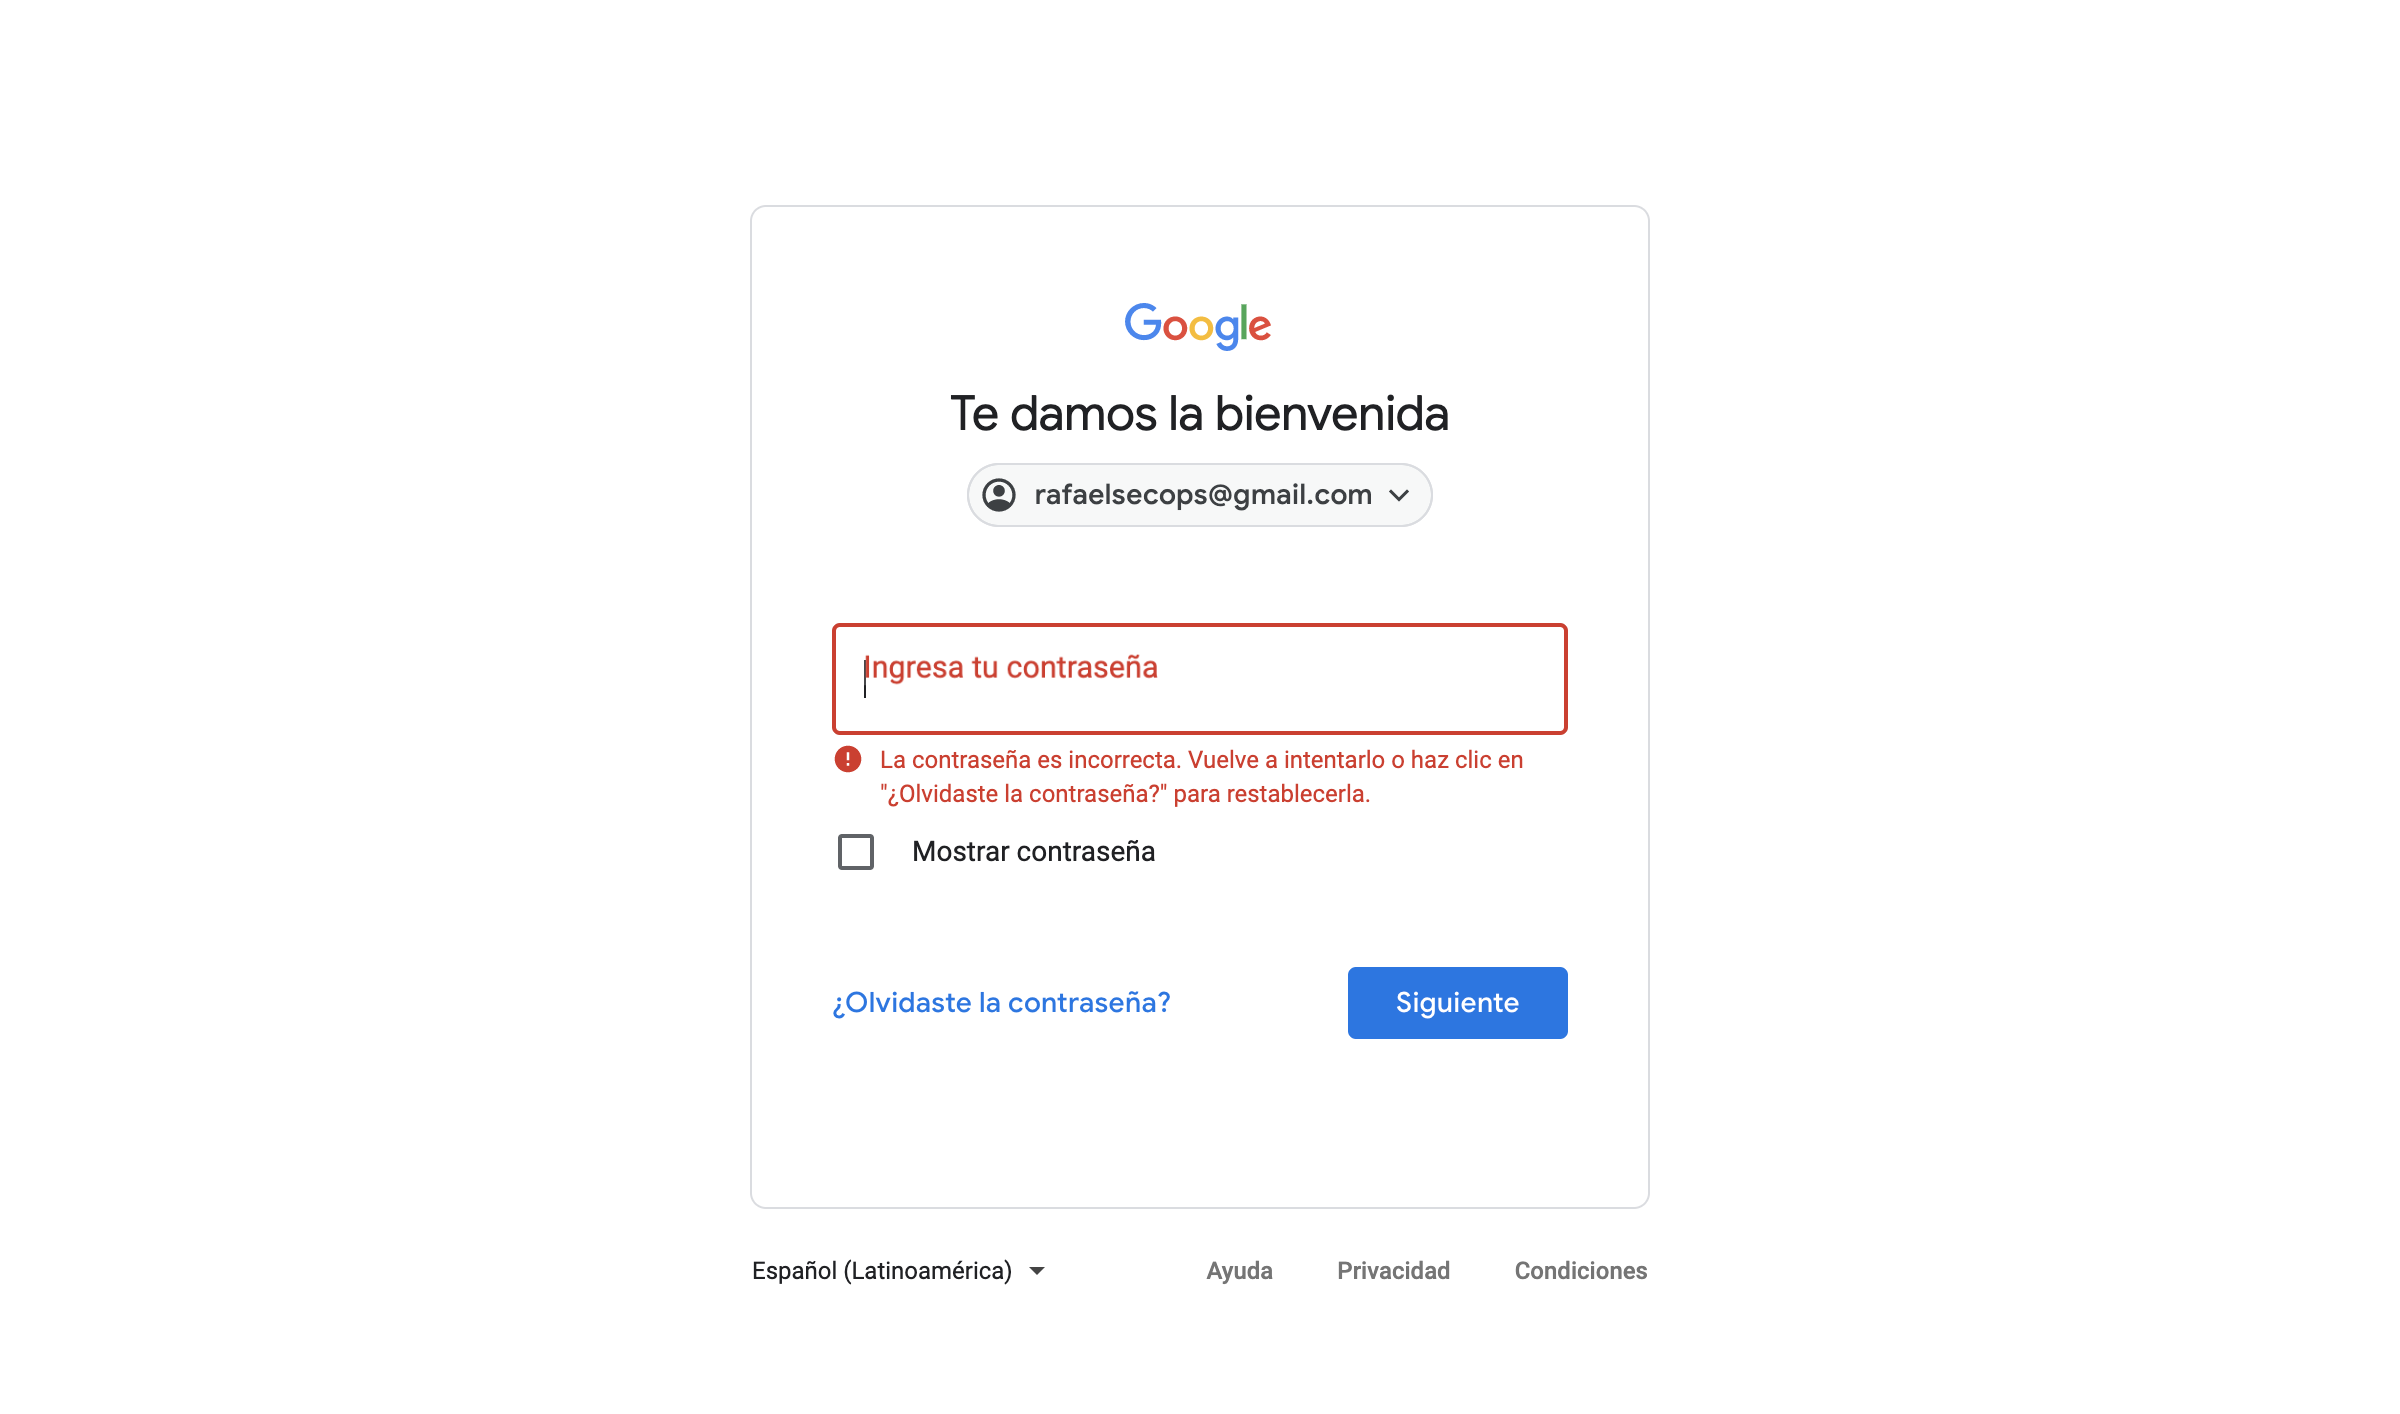 Google
Te damos la bienvenida
rafaelsecops@gmail.com
Ingresa tu contraseña
La contraseña es incorrecta. Vuelve a intentarlo o haz clic en
"¿Olvidaste la contraseña?" para restablecerla.
Mostrar contraseña
¿Olvidaste la contraseña?
Siguiente
Español (Latinoamérica)
Ayuda
Privacidad
Condiciones